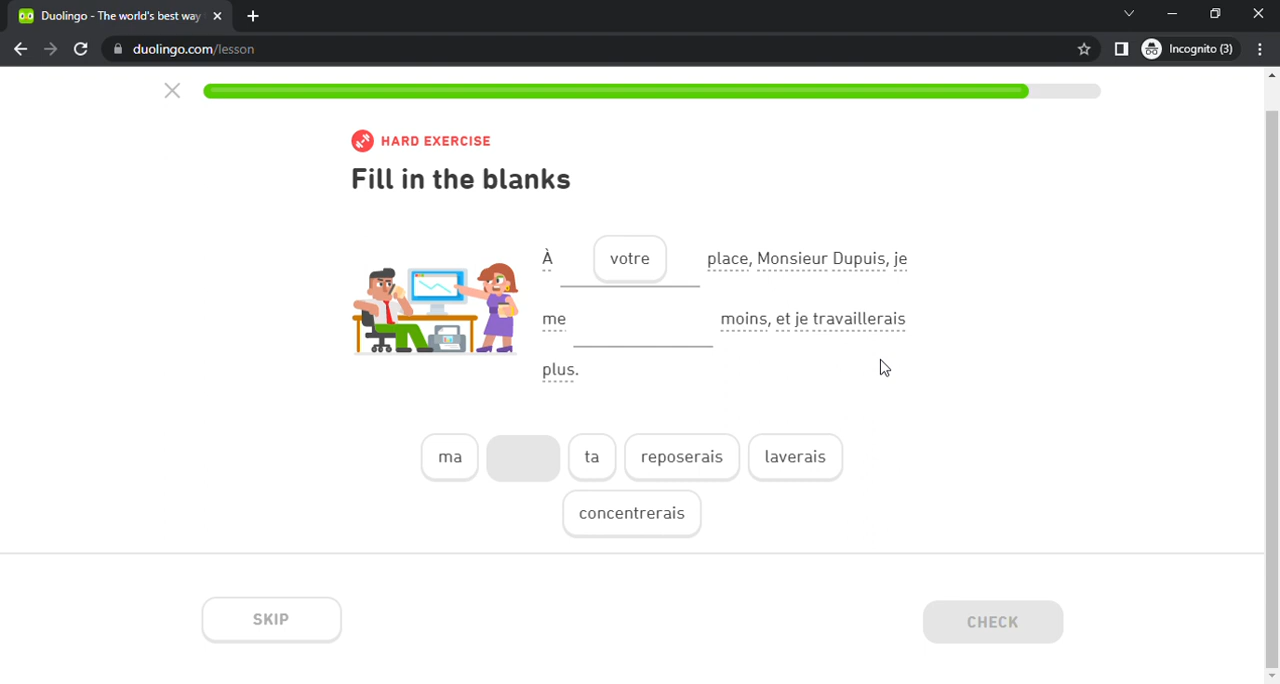 Duolingo - The world's best way
duolingo.com/lesson
Incognito (3)
HARD EXERCISE
Fill in the blanks
À votre place, Monsieur Dupuis, je
me moins, et je travaillerais
plus.
ma ta reposerais laverais
concentrerais
SKIP CHECK